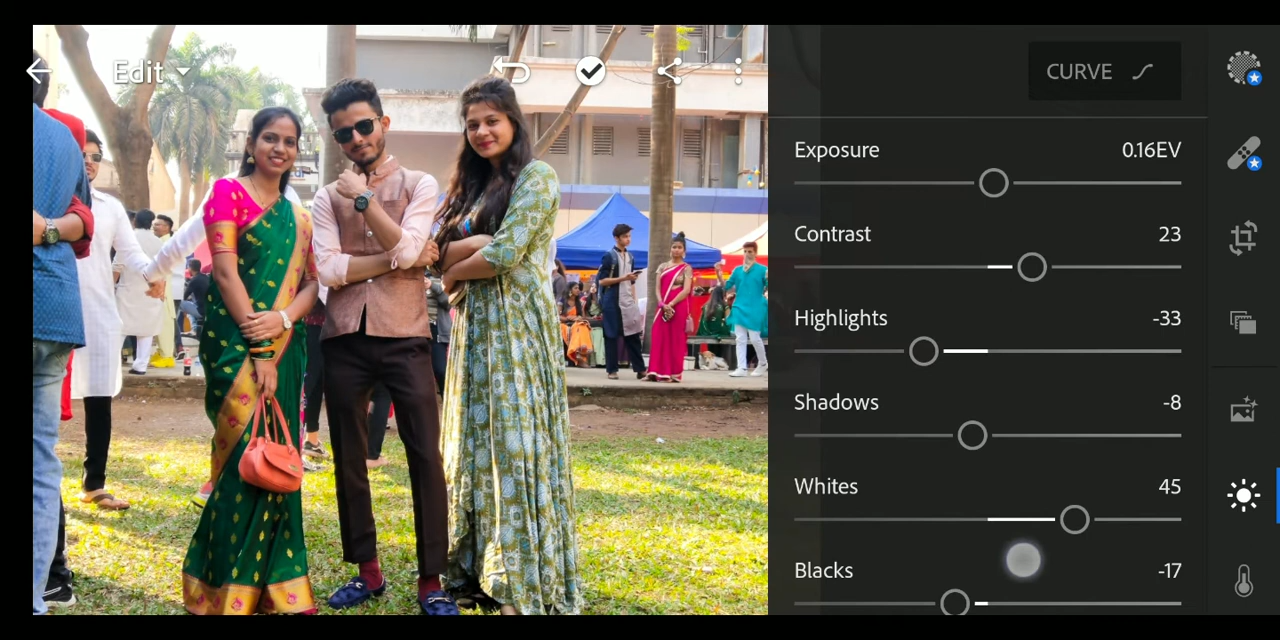 Edit
CURVE
Exposure 0.16EV
Contrast 23
Highlights -33
Shadows -8
Whites 45
Blacks -17